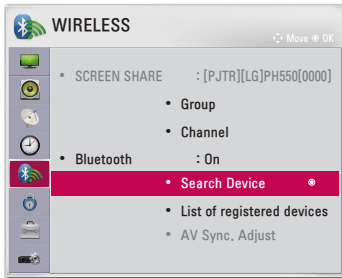 WIRELESS
Move OK
• SCREEN SHARE : [PJTR][LG]PH550[0000]
• Group
• Channel
• Bluetooth : On
• Search Device
• List of registered devices
• AV Sync. Adjust